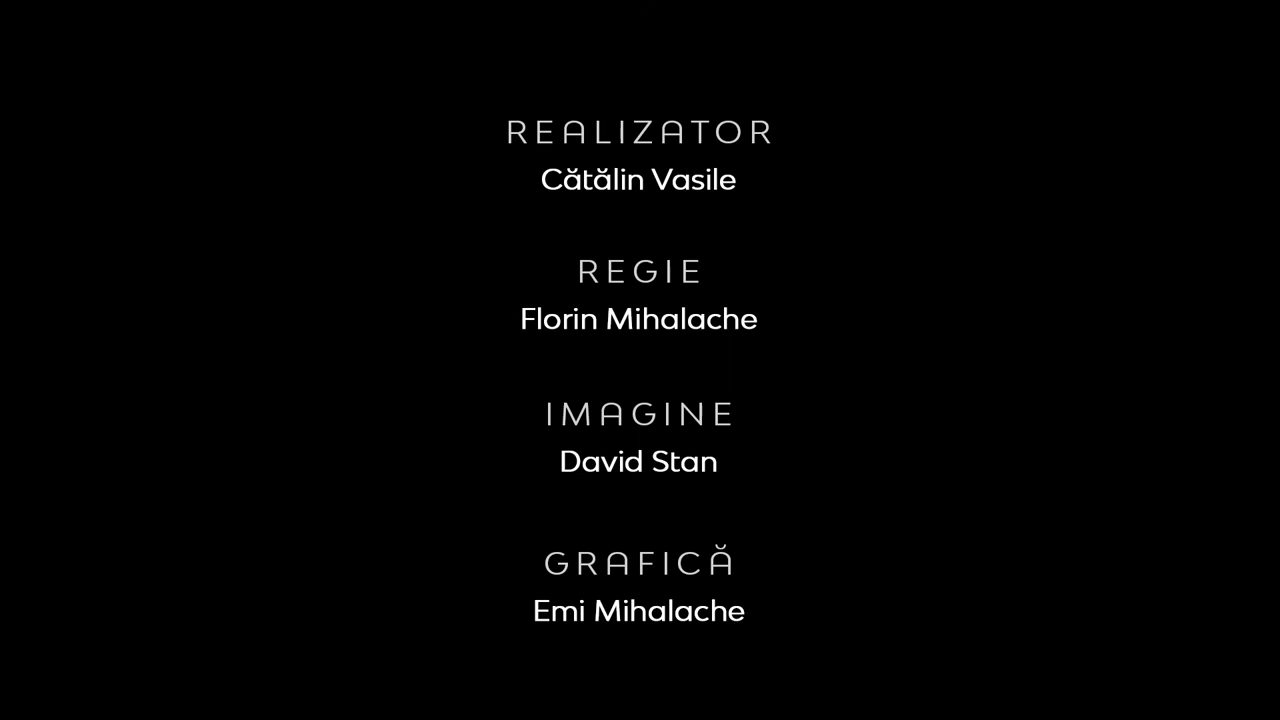 REALIZATOR
Cătălin Vasile
REGIE
Florin Mihalache
IMAGINE
David Stan
GRAFICĂ
Emi Mihalache